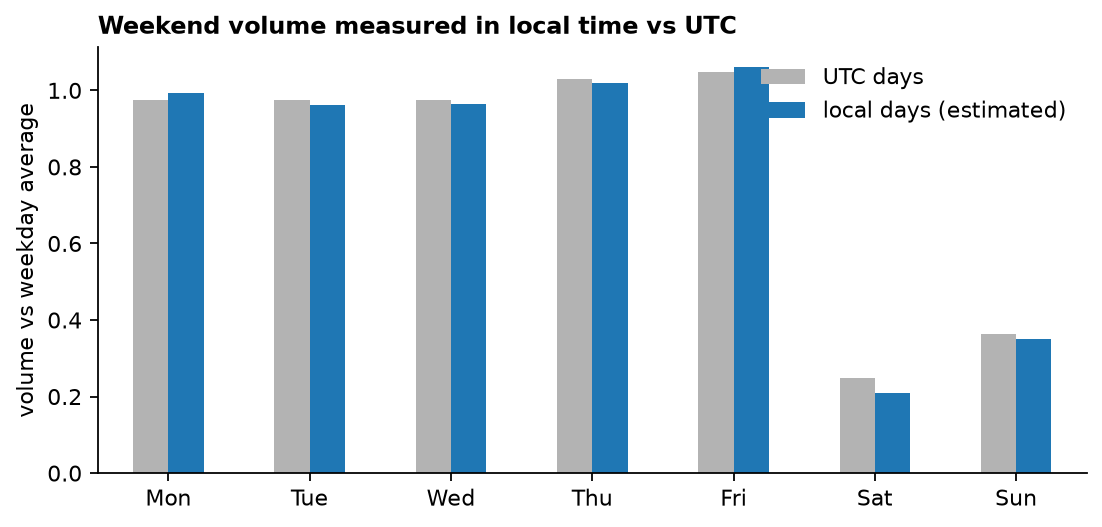 Weekend volume measured in local time vs UTC
UTC days
local days (estimated)
volume vs weekday average
1.0
0.8
0.6
0.4
0.2
0.0
Mon Tue Wed Thu Fri Sat Sun